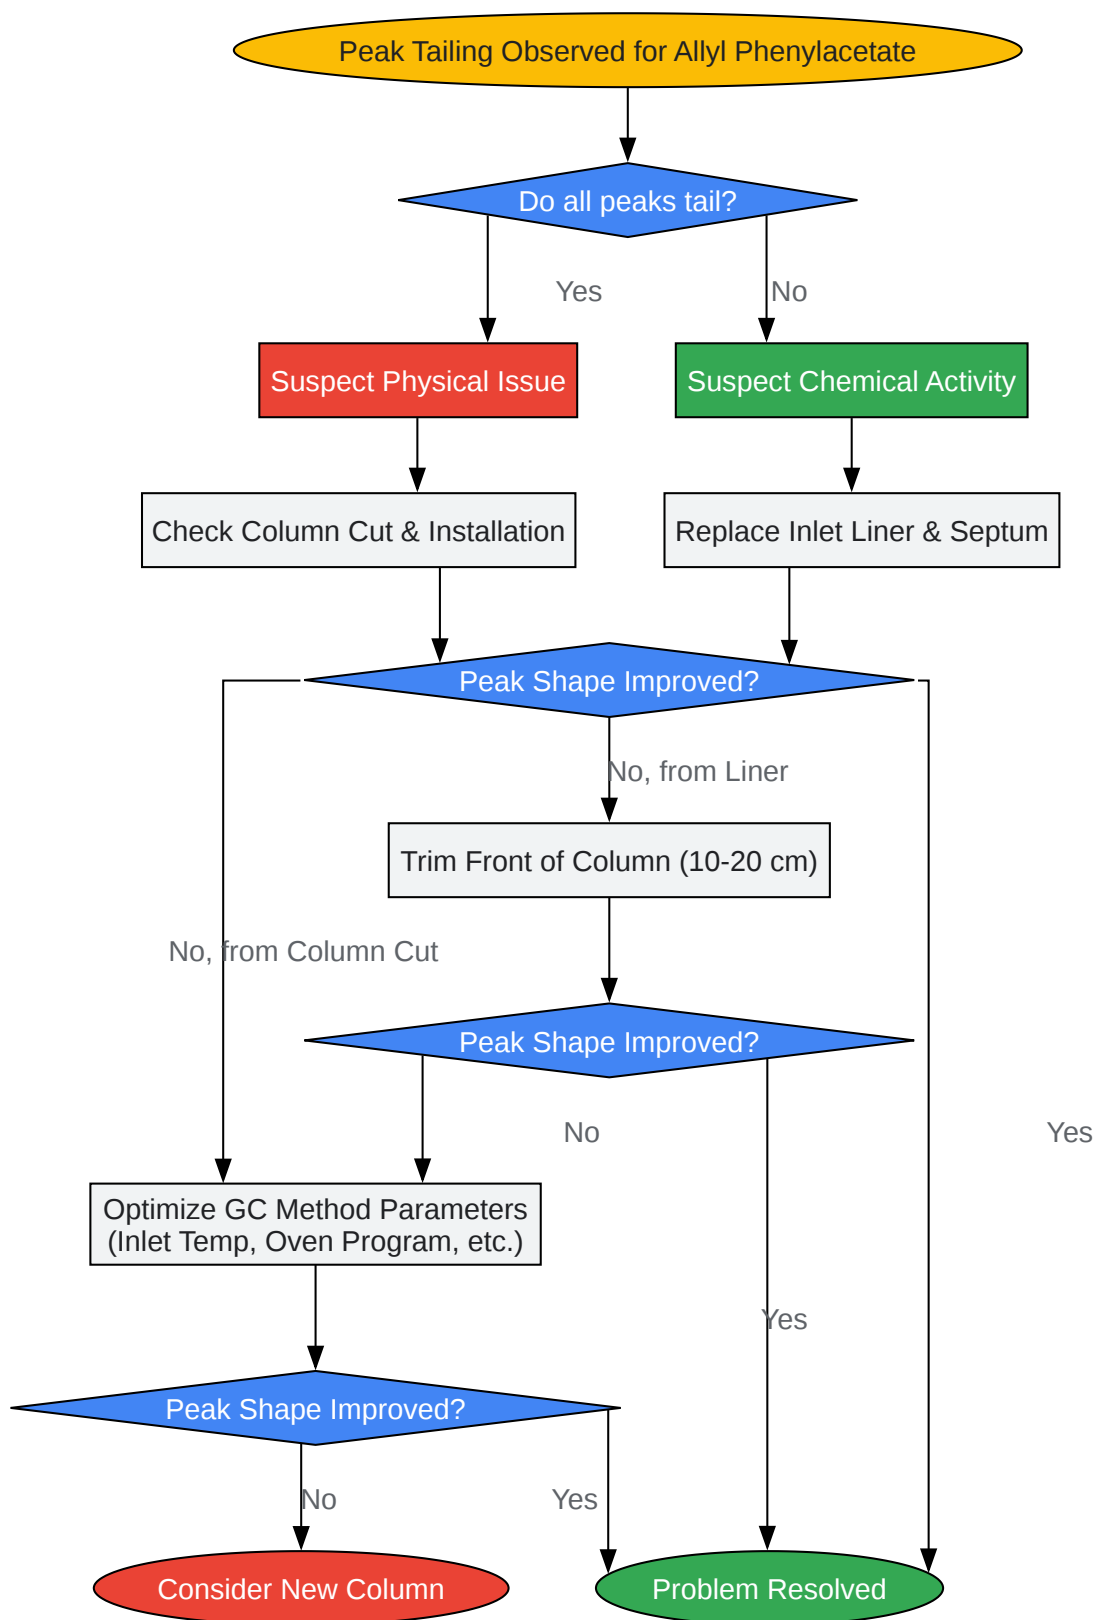 Peak Tailing Observed for Allyl Phenylacetate
Do all peaks tail?
Yes
No
Suspect Physical Issue
Suspect Chemical Activity
Check Column Cut & Installation
Replace Inlet Liner & Septum
Peak Shape Improved?
No, from Liner
Trim Front of Column (10-20 cm)
No, from Column Cut
Peak Shape Improved?
No
Yes
Optimize GC Method Parameters
(Inlet Temp, Oven Program, etc.)
Yes
Peak Shape Improved?
No
Yes
Consider New Column
Problem Resolved